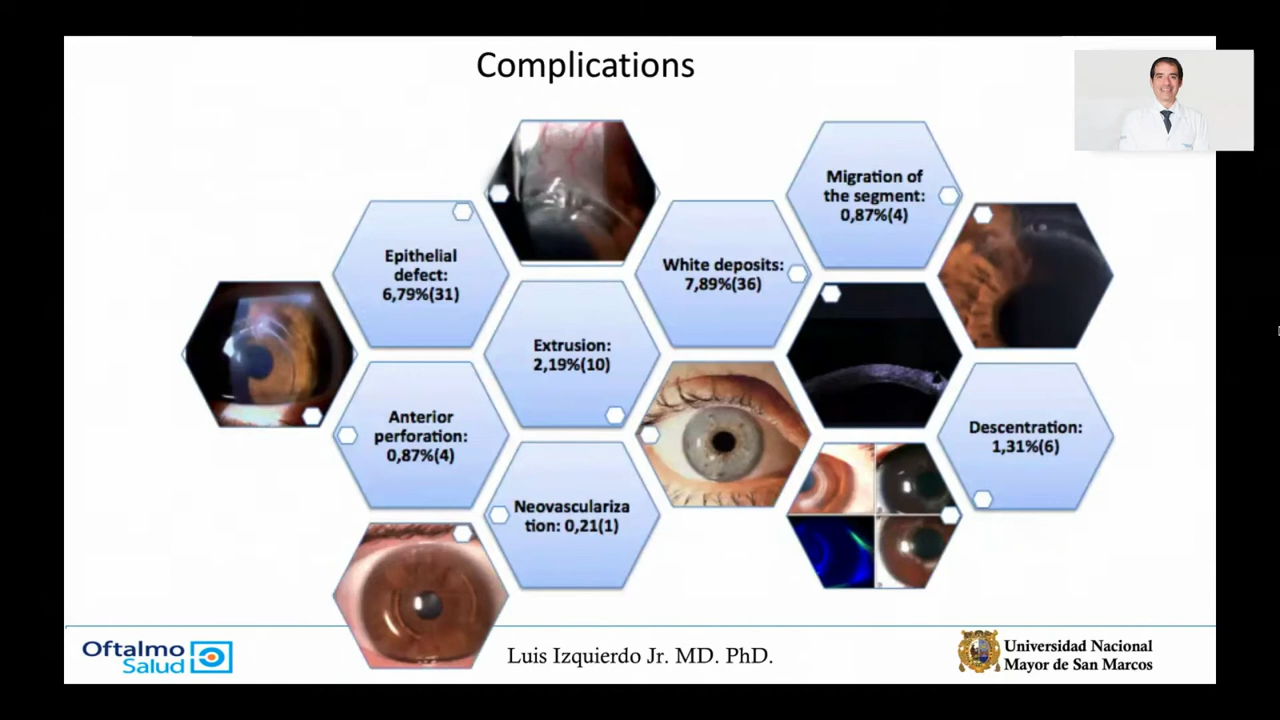 Complications
Migration of
the segment:
0,87%(4)
Epithelial
defect:
6,79%(31)
White deposits:
7,89%(36)
Extrusion:
2,19%(10)
Anterior
perforation:
0,87%(4)
Descentration:
1,31%(6)
Neovasculariza
tion: 0,21(1)
Oftalmo
Salud
Luis Izquierdo Jr. MD. PhD.
Universidad Nacional
Mayor de San Marcos